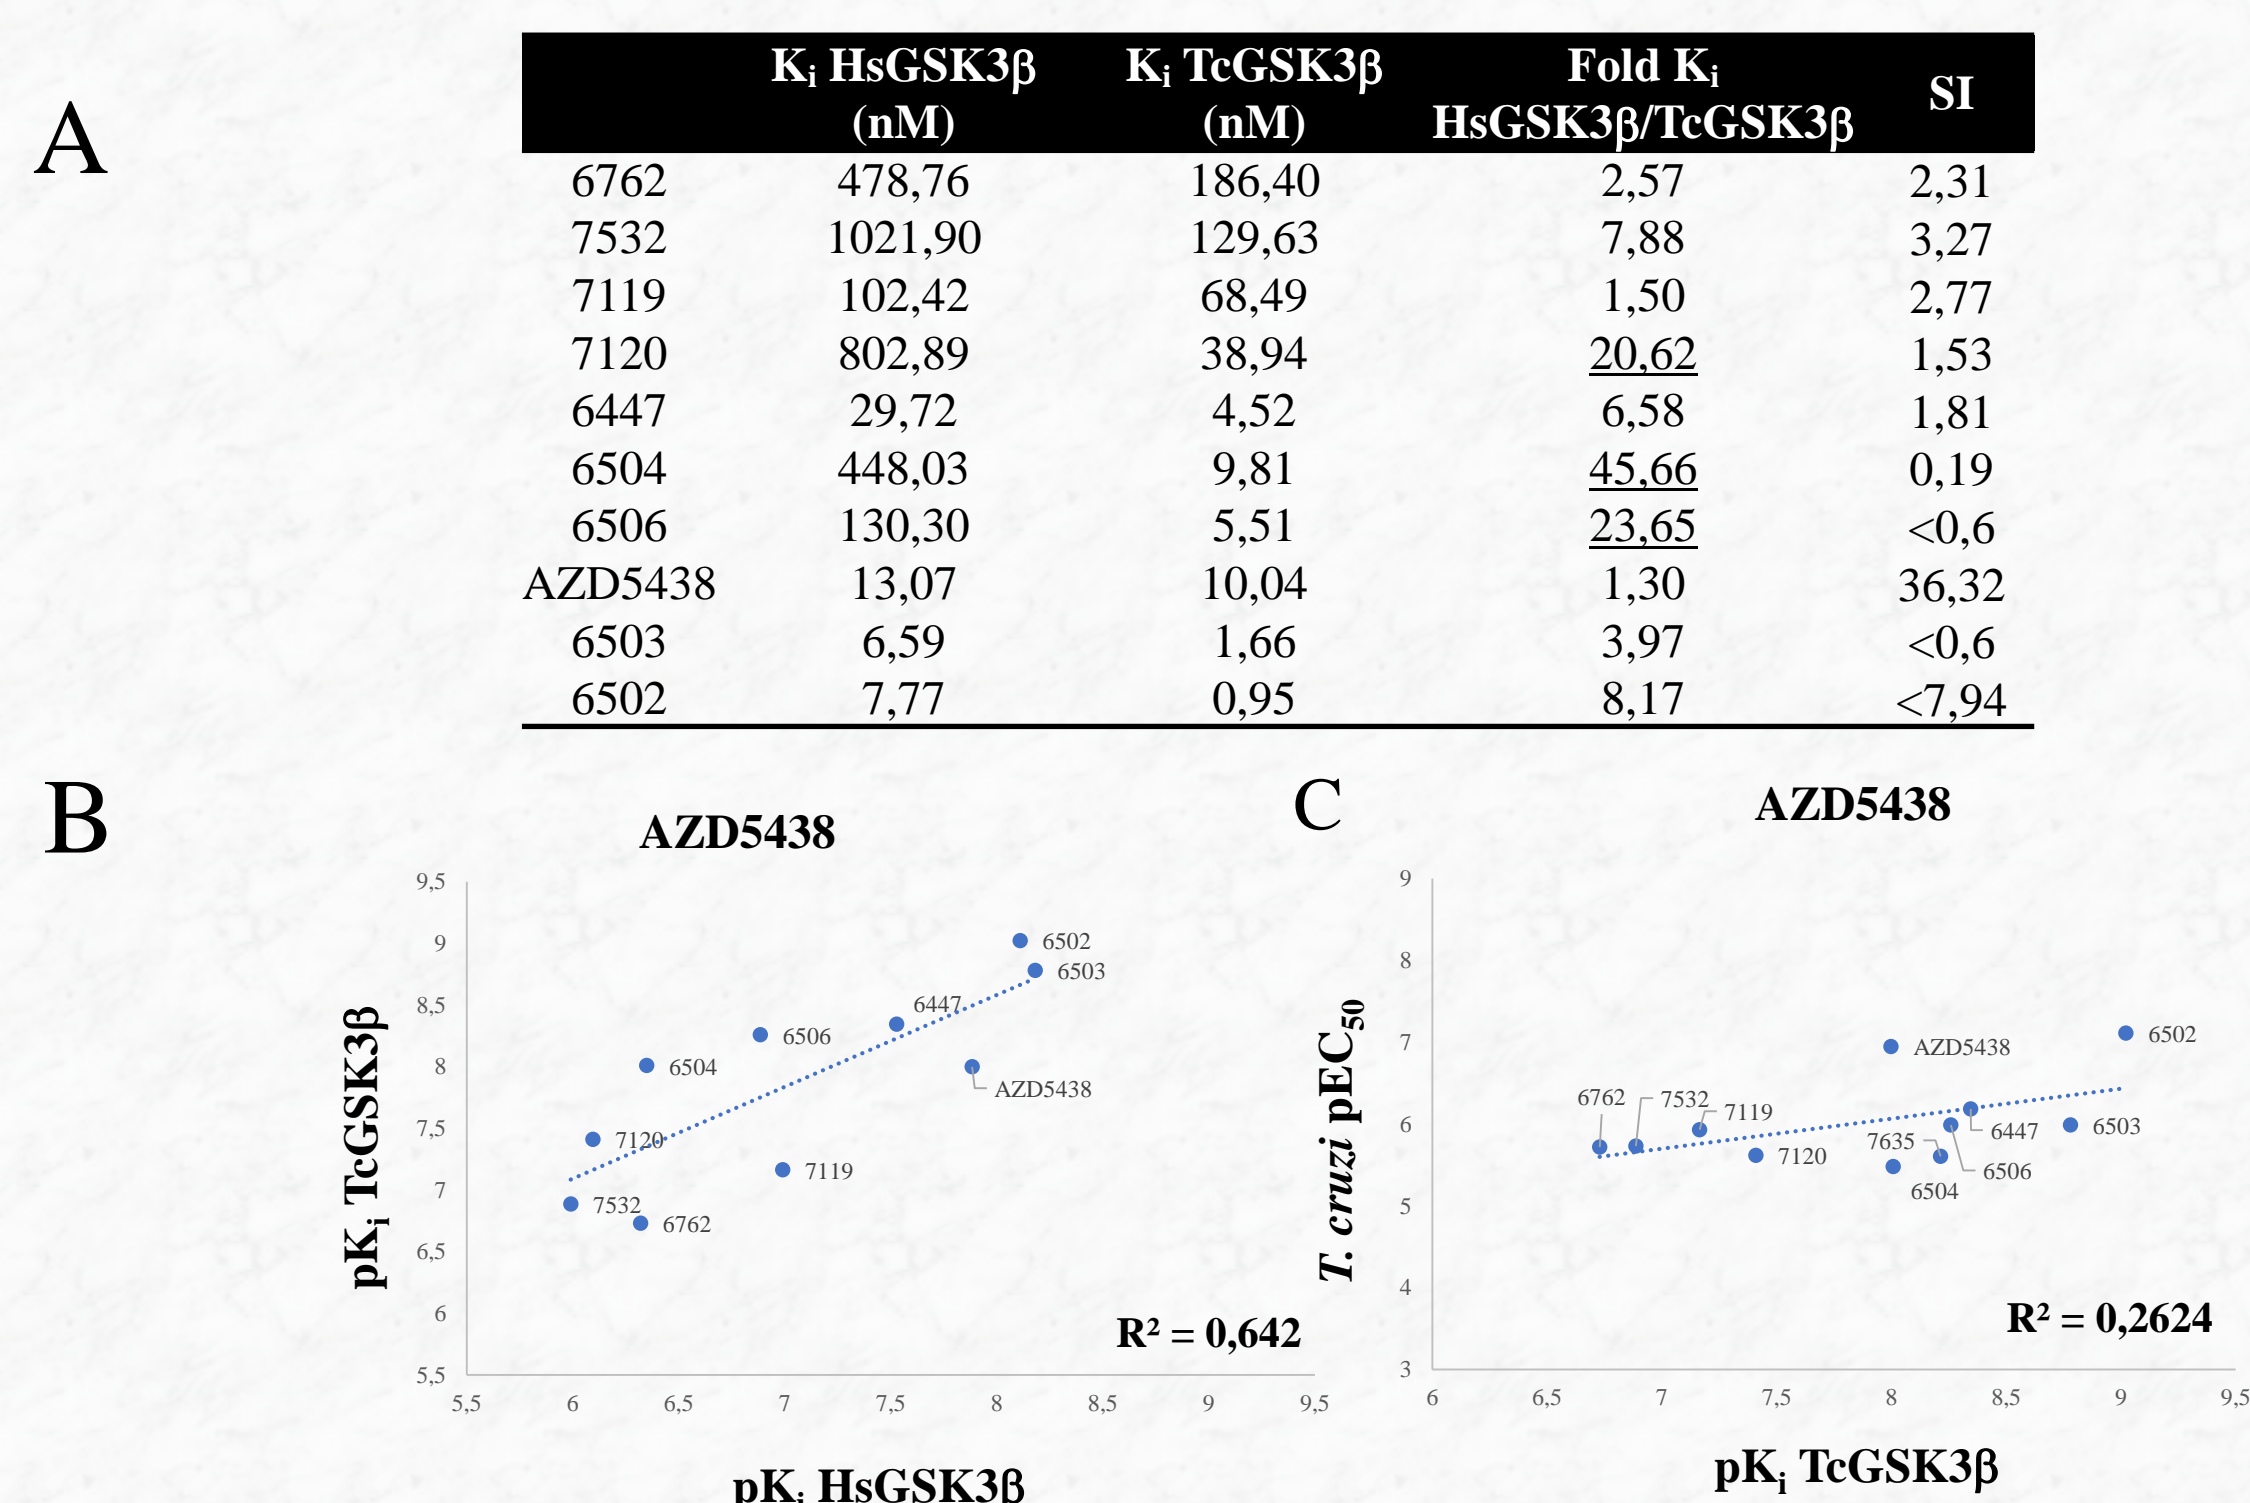 A
Kᵢ HsGSK3β (nM) Kᵢ TcGSK3β (nM) Fold Kᵢ HsGSK3β/TcGSK3β SI
6762 478,76 186,40 2,57 2,31
7532 1021,90 129,63 7,88 3,27
7119 102,42 68,49 1,50 2,77
7120 802,89 38,94 20,62 1,53
6447 29,72 4,52 6,58 1,81
6504 448,03 9,81 45,66 0,19
6506 130,30 5,51 23,65 <0,6
AZD5438 13,07 10,04 1,30 36,32
6503 6,59 1,66 3,97 <0,6
6502 7,77 0,95 8,17 <7,94
B
AZD5438
pKᵢ TcGSK3β
9,5
9
8,5
8
7,5
7
6,5
6
5,5
6502
6503
6447
6506
6504
AZD5438
7120
7119
7532
6762
R² = 0,642
5,5 6 6,5 7 7,5 8 8,5 9 9,5
pKᵢ HsGSK3β
C
AZD5438
T. cruzi pEC₅₀
9
8
7
6
5
4
3
6502
AZD5438
6762
7532
7119
7120
7635
6447
6503
6506
6504
R² = 0,2624
6 6,5 7 7,5 8 8,5 9 9,5
pKᵢ TcGSK3β